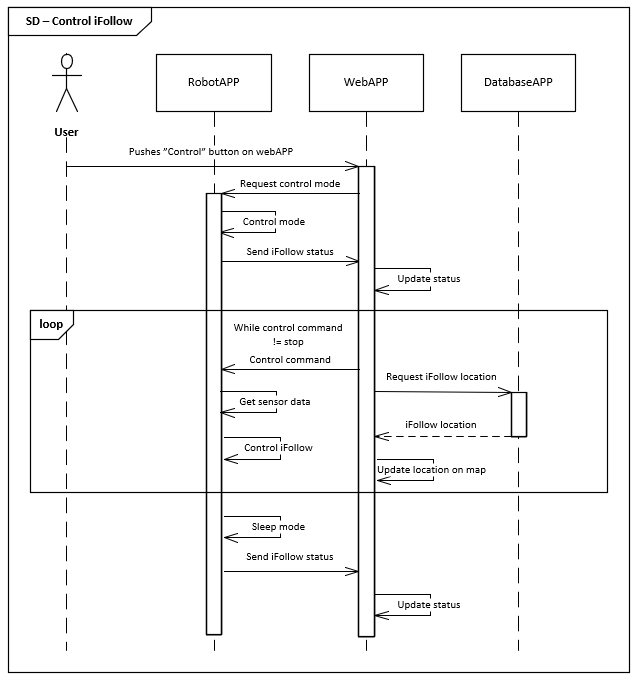 SD – Control iFollow
RobotAPP
WebAPP
DatabaseAPP
User
Pushes ”Control” button on webAPP
Request control mode
Control mode
Send iFollow status
Update status
loop
While control command
!= stop
Control command
Request iFollow location
Get sensor data
iFollow location
Control iFollow
Update location on map
Sleep mode
Send iFollow status
Update status